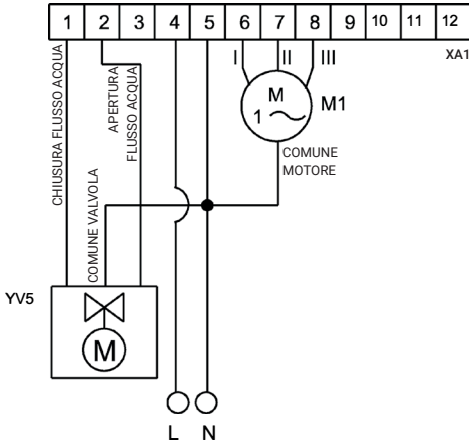 1 2 3 4 5 6 7 8 9 10 11 12
XA1
I II III
CHIUSURA FLUSSO ACQUA
APERTURA
FLUSSO ACQUA
M
1
M1
COMUNE
MOTORE
COMUNE VALVOLA
YV5
M
L N